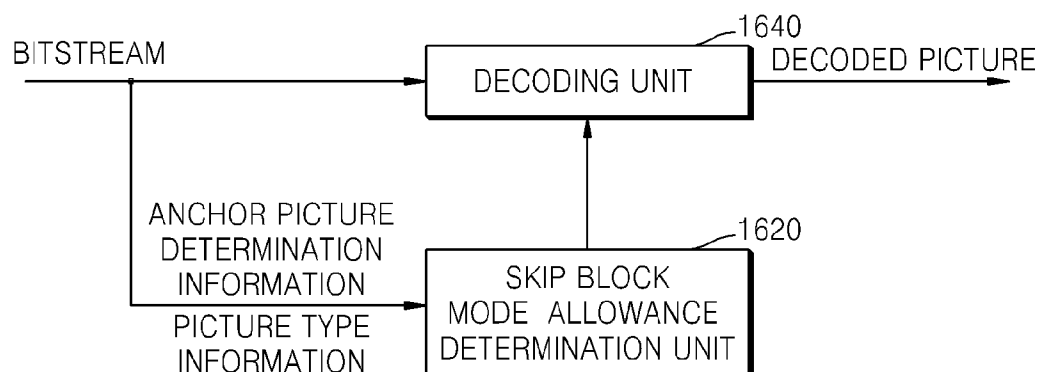 1640
BITSTREAM
DECODING UNIT
DECODED PICTURE
ANCHOR PICTURE
DETERMINATION
INFORMATION
PICTURE TYPE
INFORMATION
1620
SKIP BLOCK
MODE ALLOWANCE
DETERMINATION UNIT